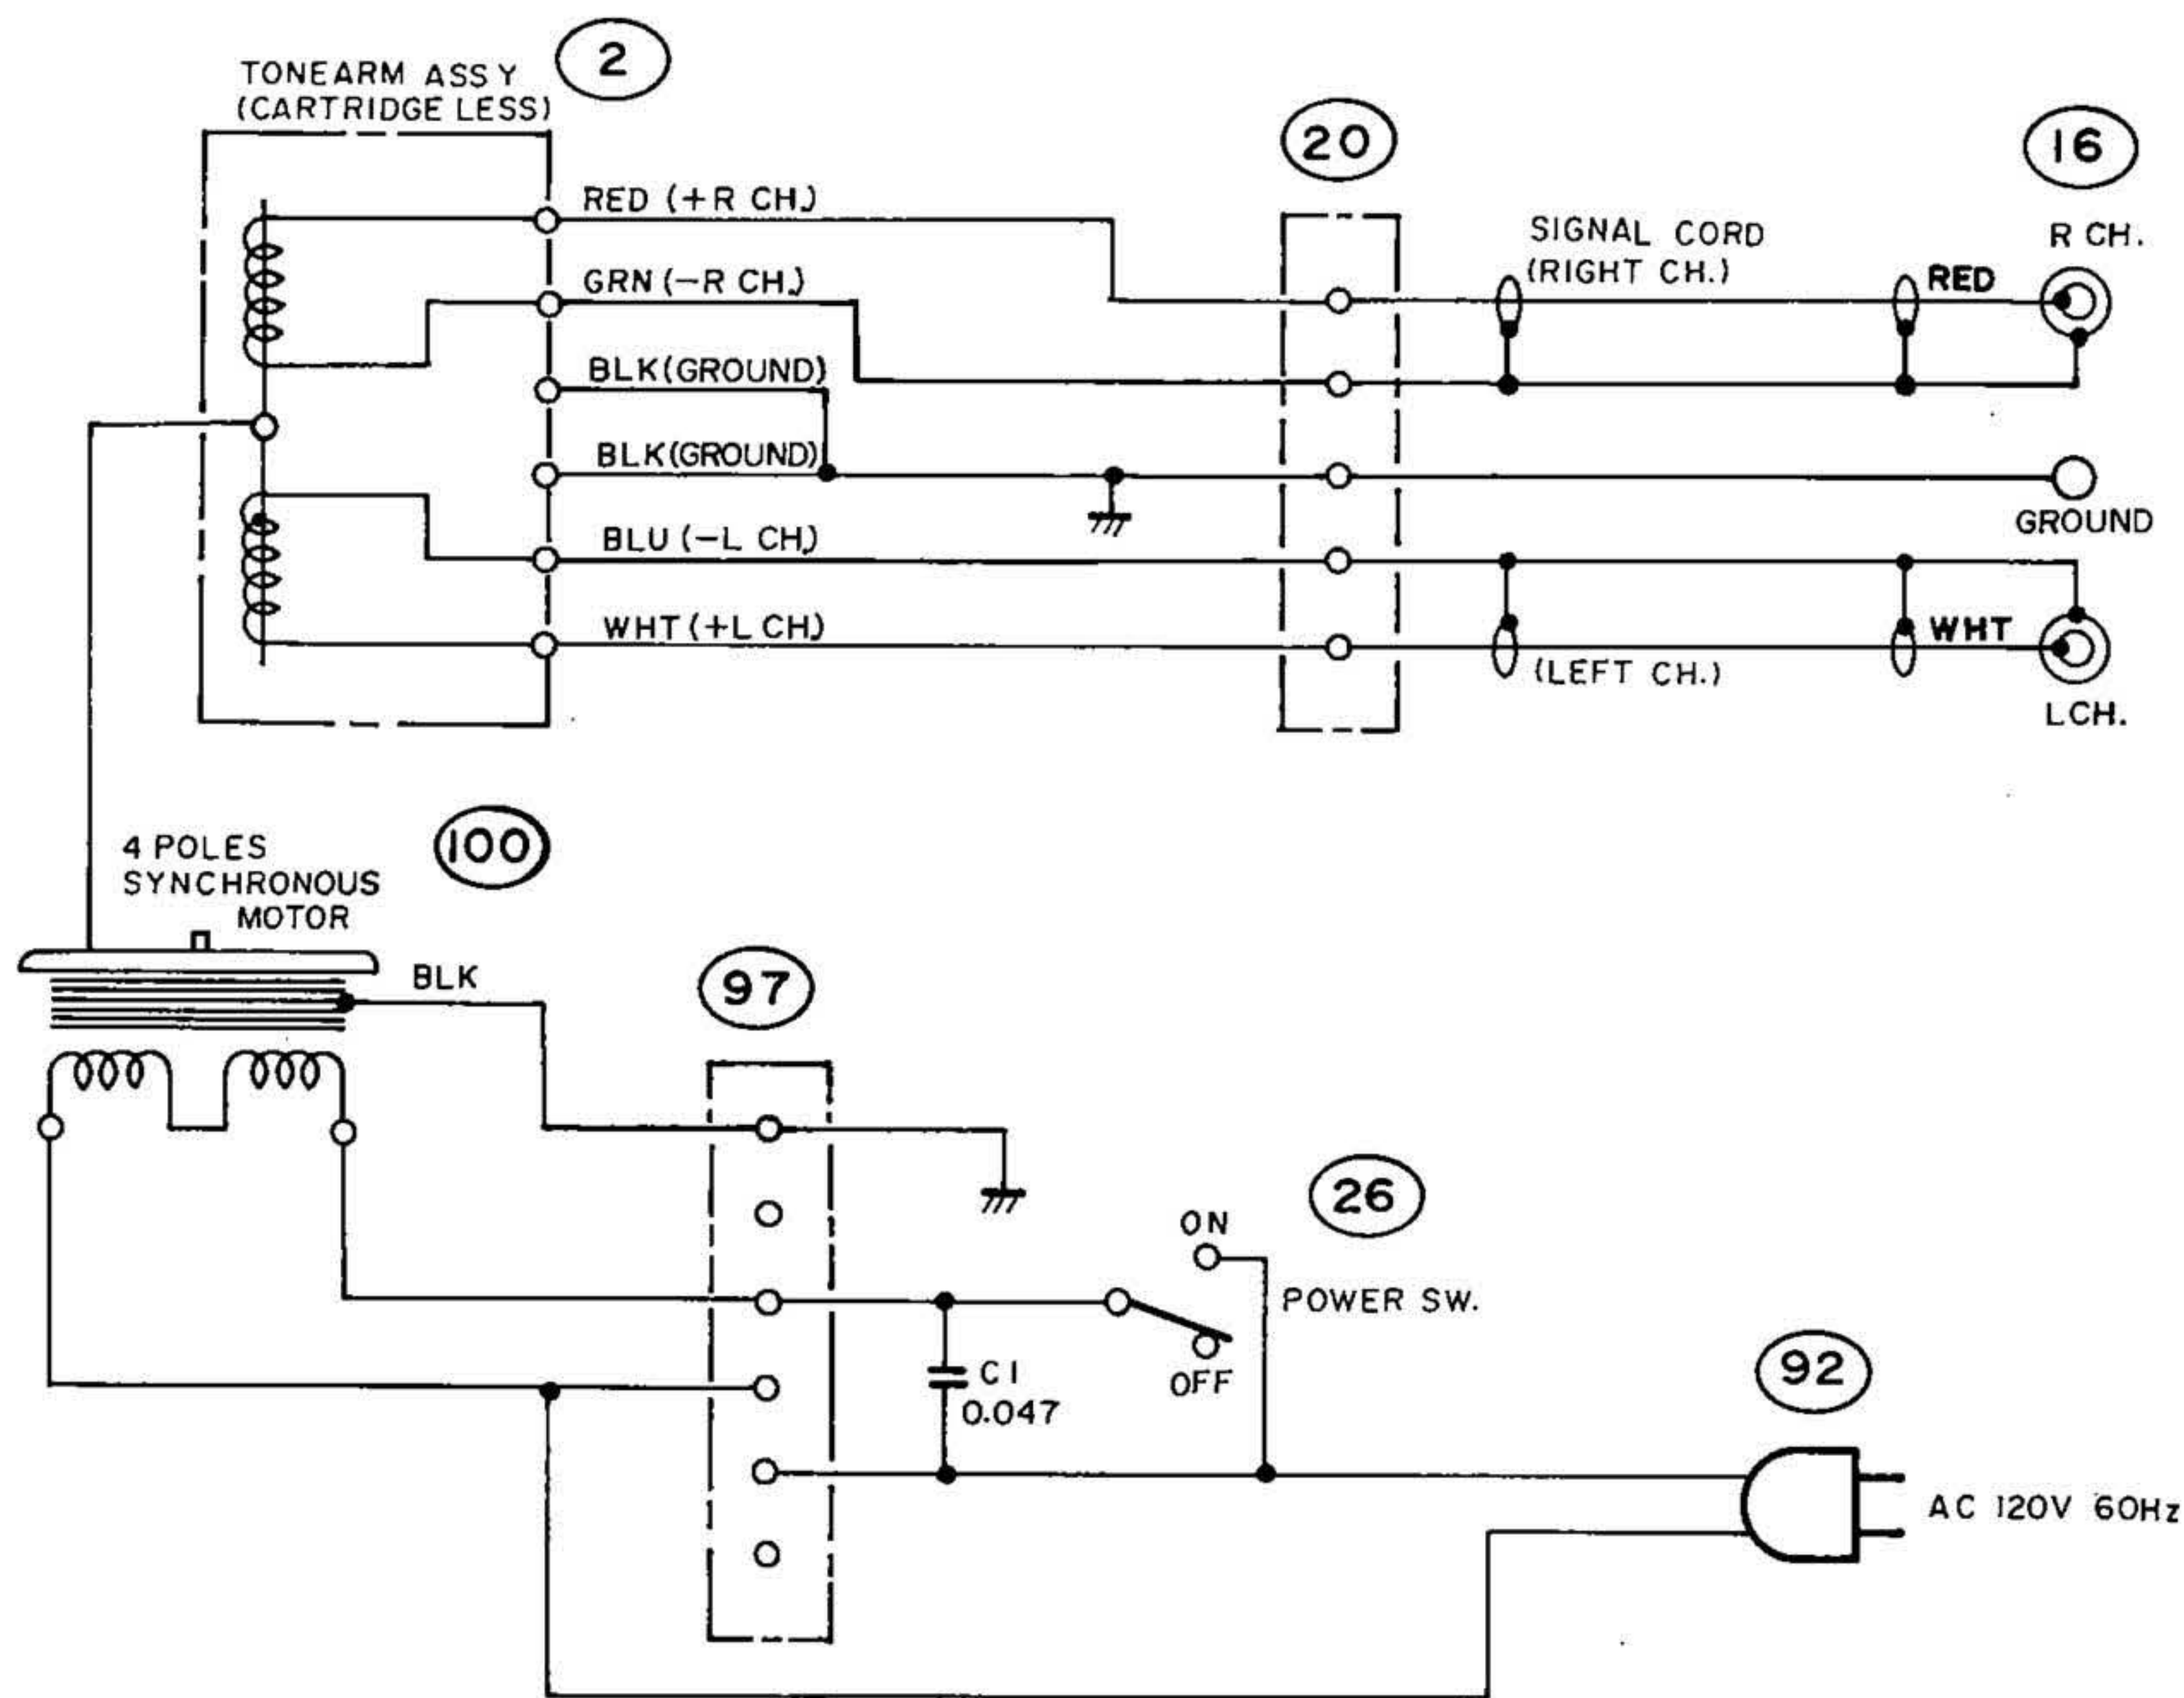 2
TONEARM ASSY
(CARTRIDGE LESS)
20
16
RED (+R CH.)
SIGNAL CORD
(RIGHT CH.)
R CH.
GRN (-R CH.)
RED
BLK(GROUND)
BLK(GROUND)
GROUND
BLU (-L CH.)
WHT (+L CH.)
WHT
(LEFT CH.)
L CH.
100
4 POLES
SYNCHRONOUS
MOTOR
BLK
97
26
ON
POWER SW.
C1
0.047
OFF
92
AC 120V 60Hz